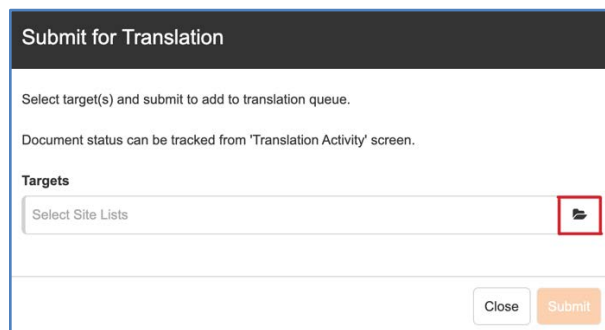 Submit for Translation
Select target(s) and submit to add to translation queue.
Document status can be tracked from 'Translation Activity' screen.
Targets
Select Site Lists
Close
Submit